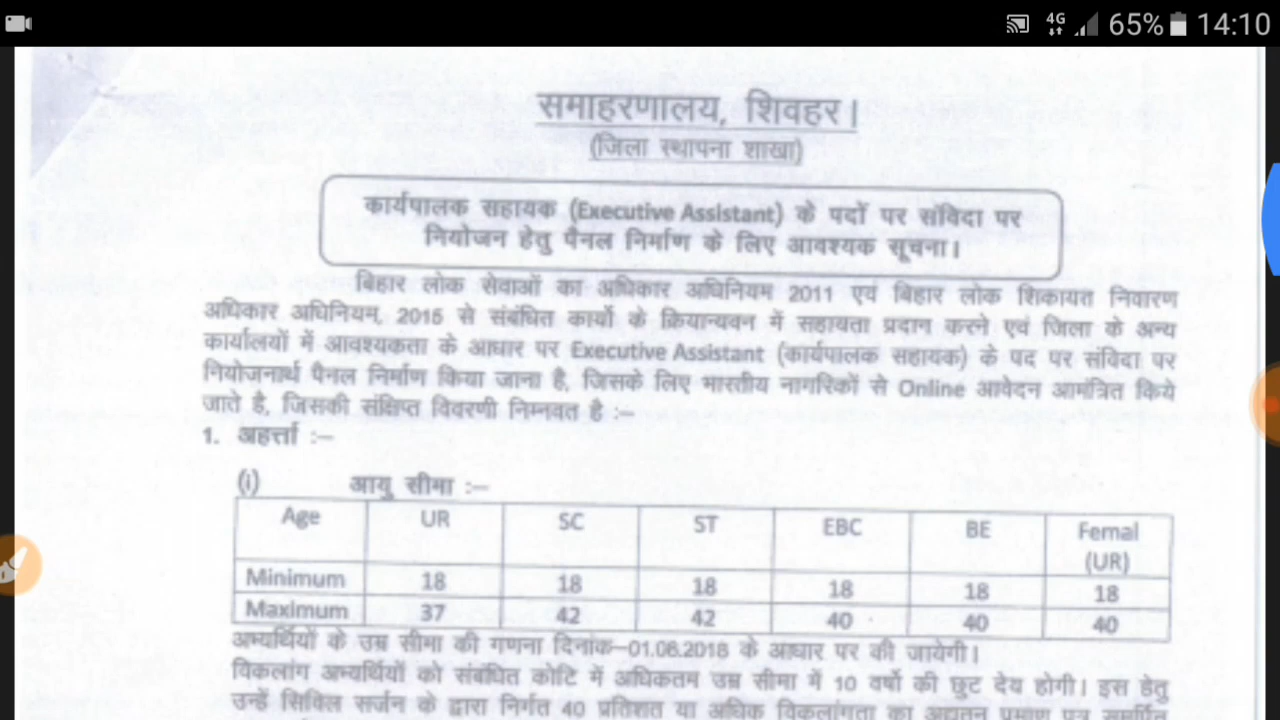 4G 65% 14:10
समाहरणालय, शिवहर।
(जिला स्थापना शाखा)
कार्यपालक सहायक (Executive Assistant) के पदों पर संविदा पर
नियोजन हेतु पैनल निर्माण के लिए आवश्यक सूचना।
बिहार लोक सेवाओं का अधिकार अधिनियम 2011 एवं बिहार लोक शिकायत निवारण
अधिकार अधिनियम, 2015 से संबंधित कार्यो के क्रियान्वयन में सहायता प्रदान करने एवं जिला के अन्य
कार्यालयों में आवश्यकता के आधार पर Executive Assistant (कार्यपालक सहायक) के पद पर संविदा पर
नियोजनार्थ पैनल निर्माण किया जाना है, जिसके लिए भारतीय नागरिकों से Online आवेदन आमंत्रित किये
जाते है, जिसकी संक्षिप्त विवरणी निम्नवत है :–
1. अहर्त्ता :–
(i) आयु सीमा :–
Age UR SC ST EBC BE Femal
(UR)
Minimum 18 18 18 18 18 18
Maximum 37 42 42 40 40 40
अभ्यर्थियों के उम्र सीमा की गणना दिनांक–01.08.2018 के आधार पर की जायेगी।
विकलांग अभ्यर्थियों को संबंधित कोटि में अधिकतम उम्र सीमा में 10 वर्षो की छुट देय होगी। इस हेतु
उन्हें सिविल सर्जन के द्वारा निर्गत 40 प्रतिशत या अधिक विकलांगता का अद्यतन प्रमाण पत्र